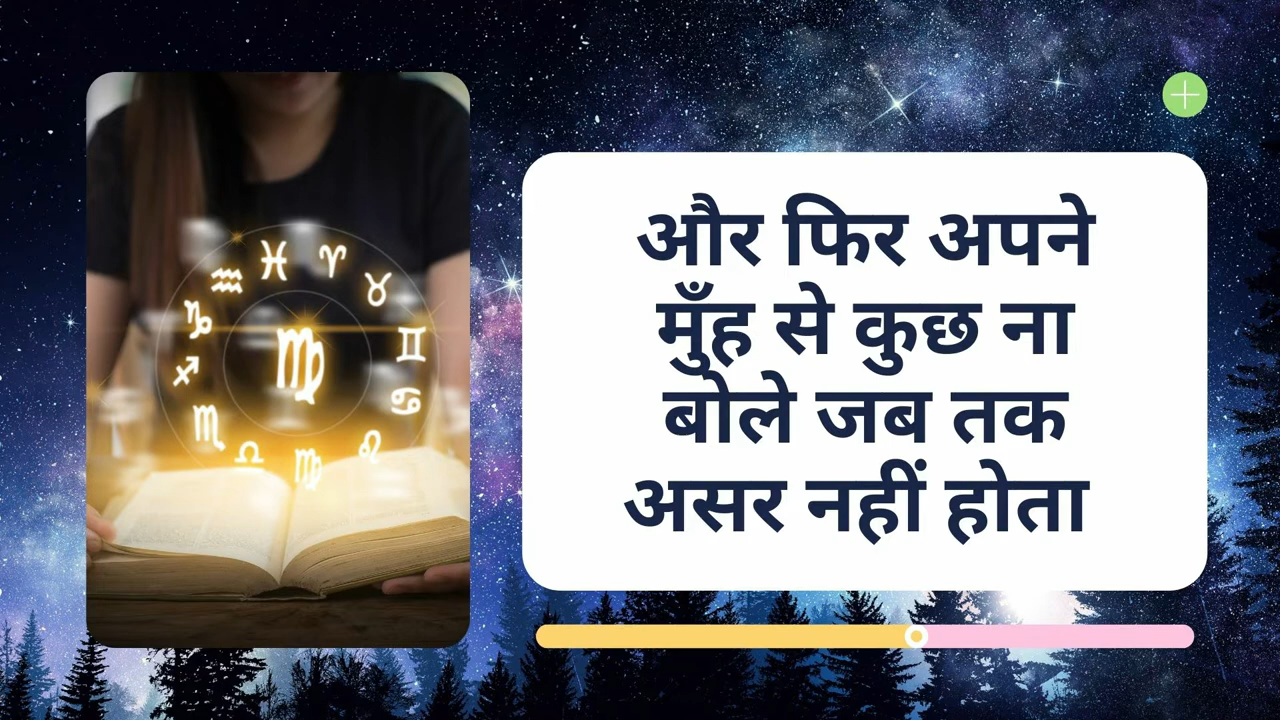 और फिर अपने
मुँह से कुछ ना
बोले जब तक
असर नहीं होता